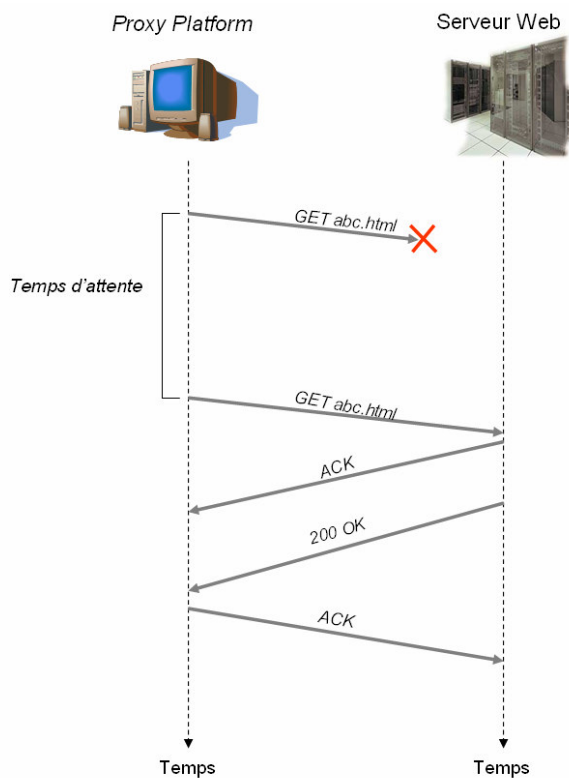 Proxy Platform
Serveur Web
GET abc.html
Temps d'attente
GET abc.html
ACK
200 OK
ACK
Temps
Temps